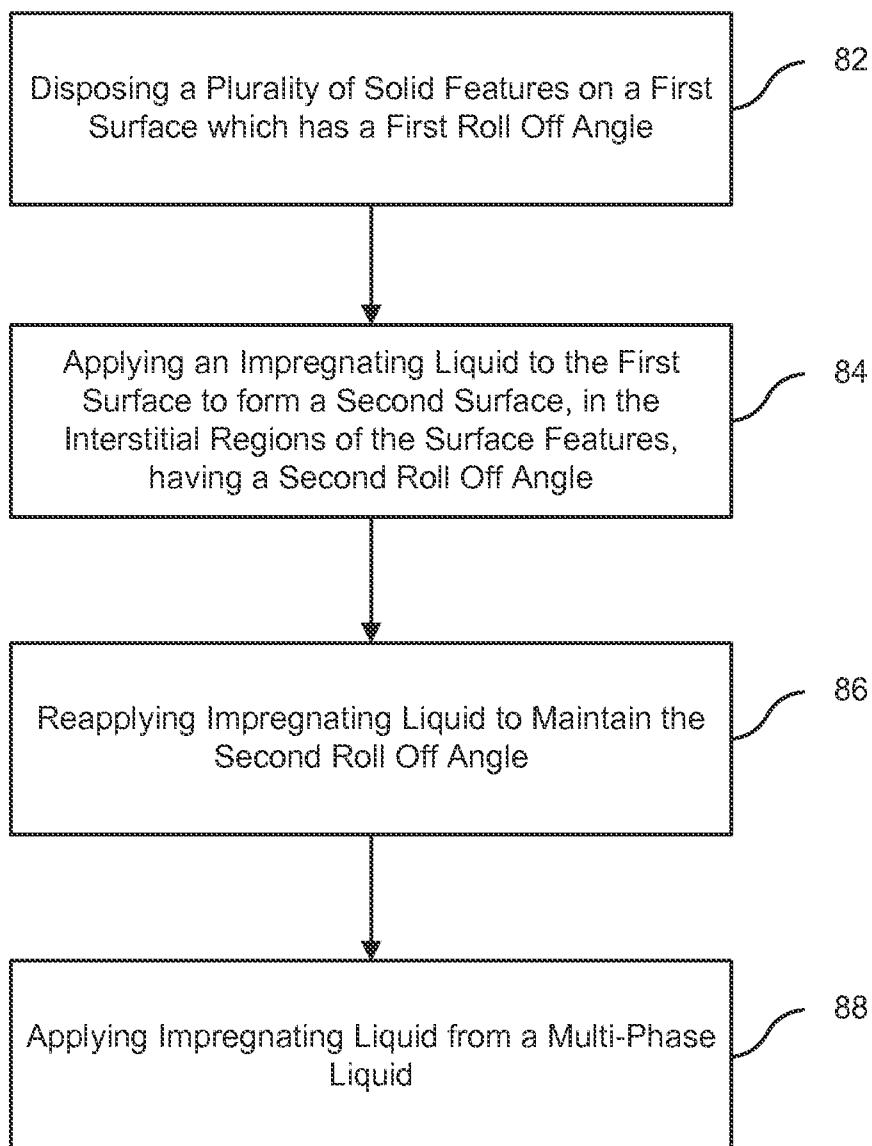 Disposing a Plurality of Solid Features on a First
Surface which has a First Roll Off Angle
82
Applying an Impregnating Liquid to the First
Surface to form a Second Surface, in the
Interstitial Regions of the Surface Features,
having a Second Roll Off Angle
84
Reapplying Impregnating Liquid to Maintain the
Second Roll Off Angle
86
Applying Impregnating Liquid from a Multi-Phase
Liquid
88